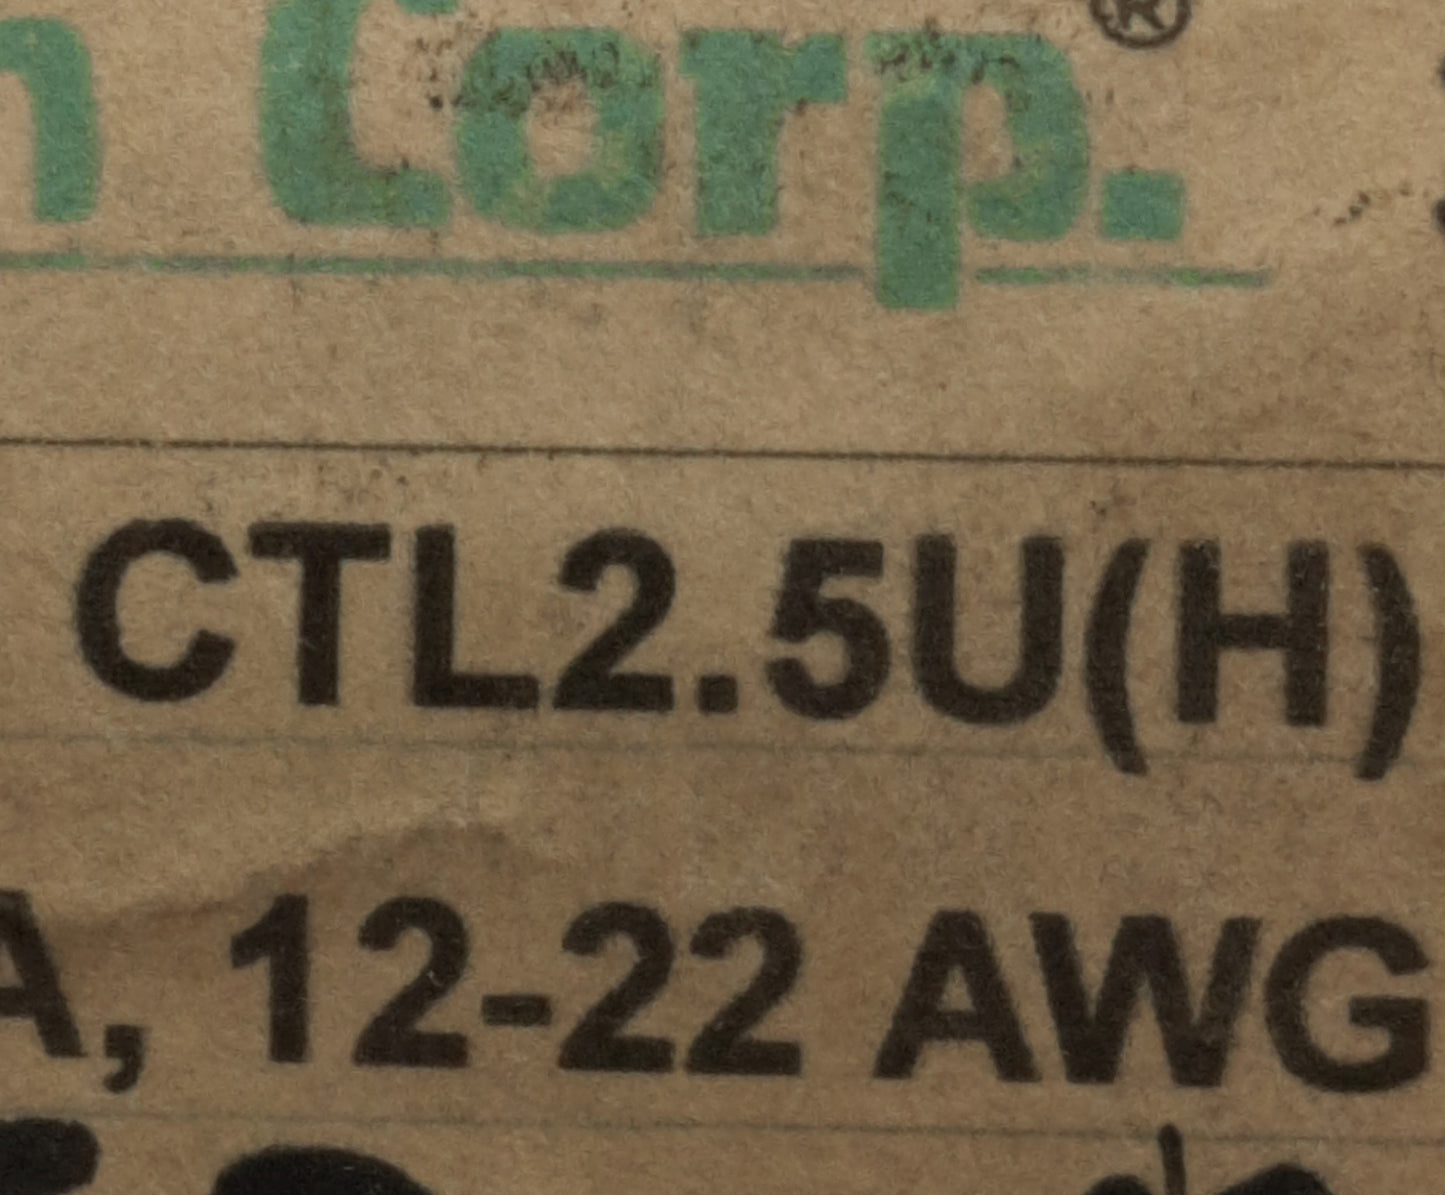 Corp.®
CTL2.5U(H)
A, 12-22 AWG